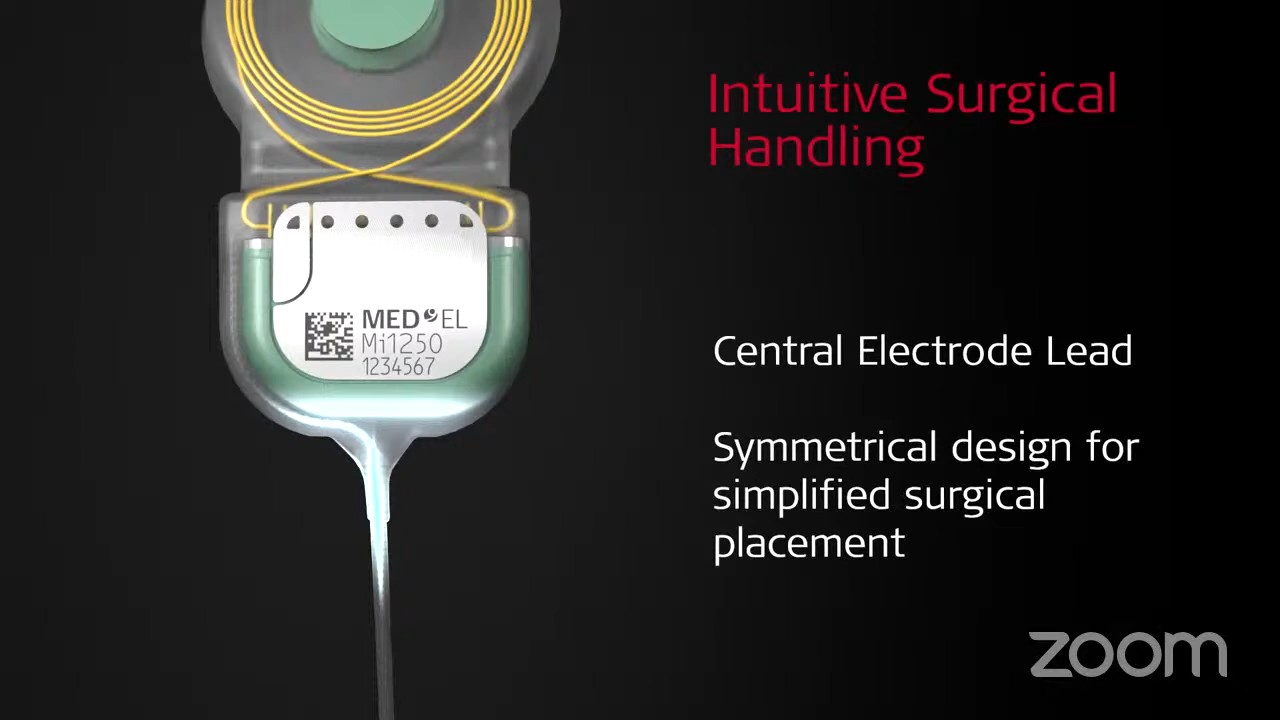 Intuitive Surgical
Handling
MED EL
Mi1250
1234567
Central Electrode Lead
Symmetrical design for
simplified surgical
placement
zoom